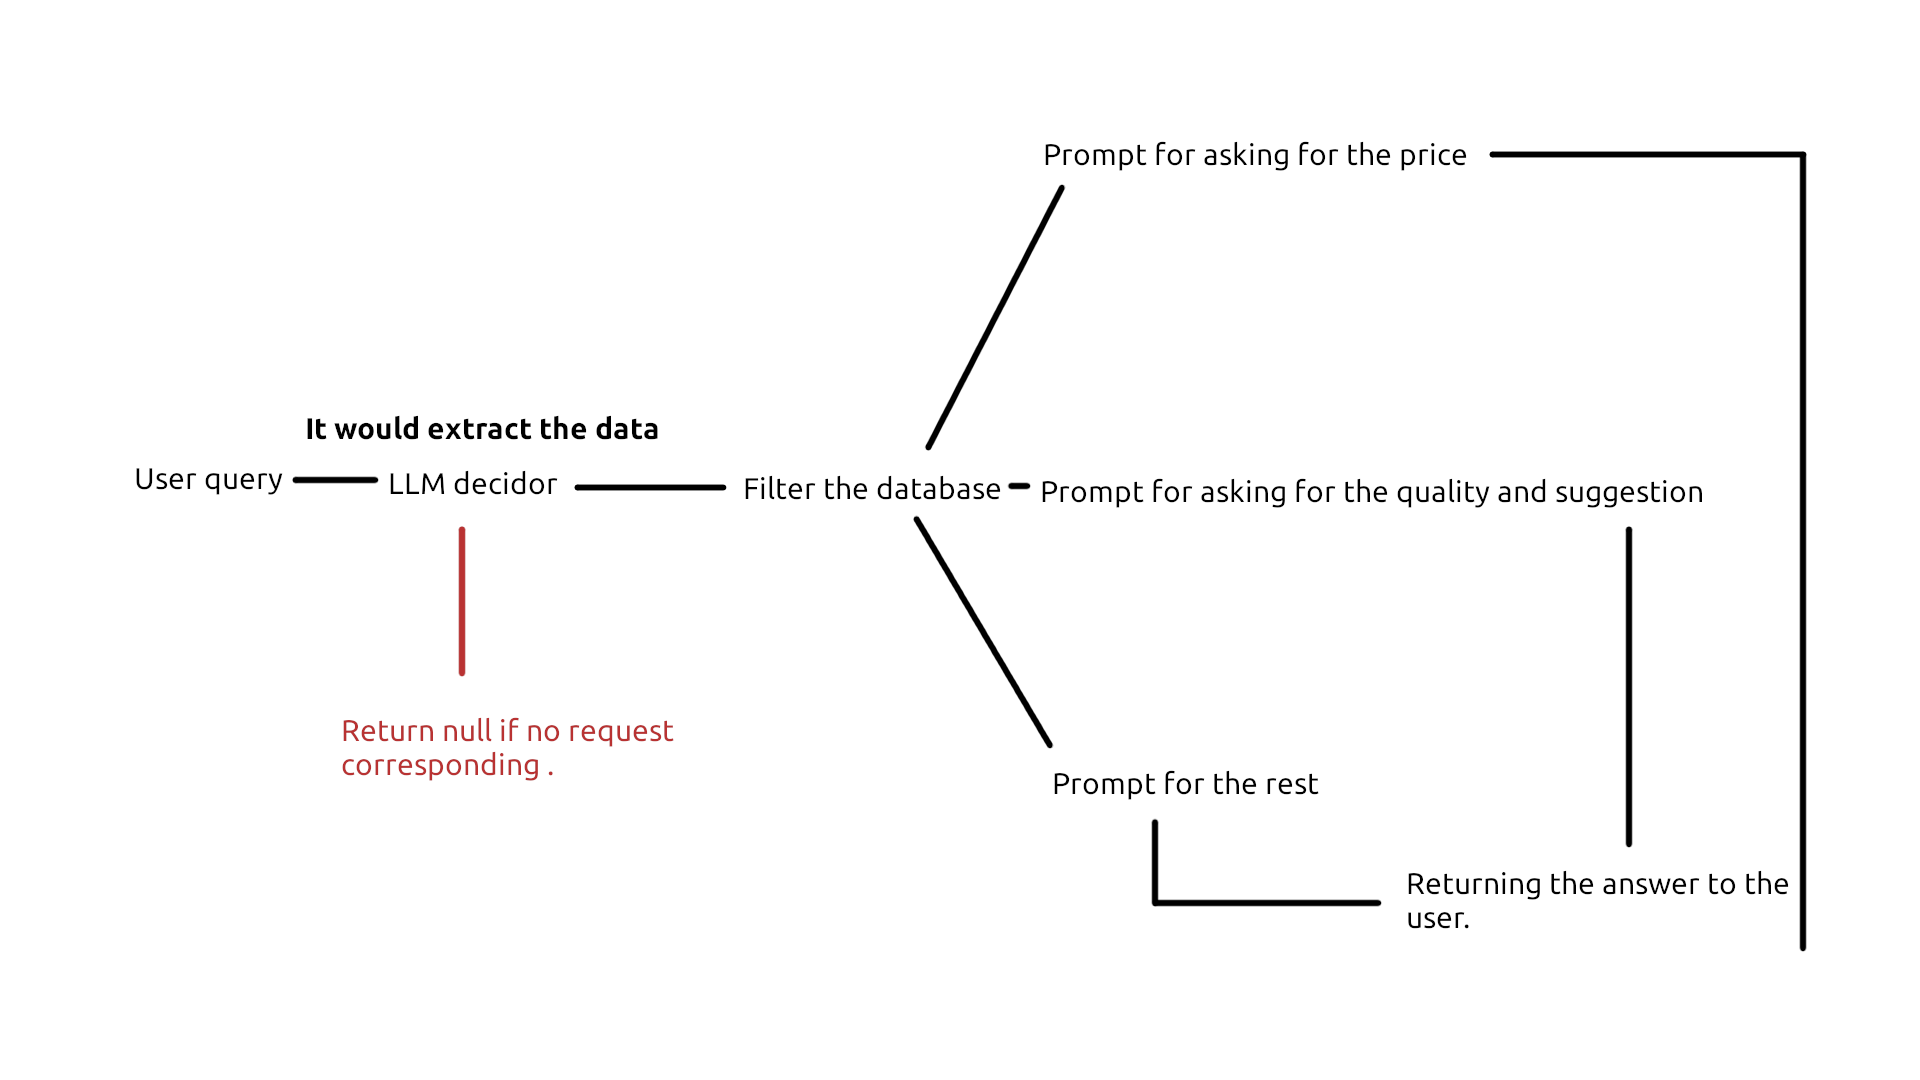 Prompt for asking for the price
It would extract the data
User query
LLM decidor
Filter the database
Prompt for asking for the quality and suggestion
Return null if no request
corresponding .
Prompt for the rest
Returning the answer to the
user.